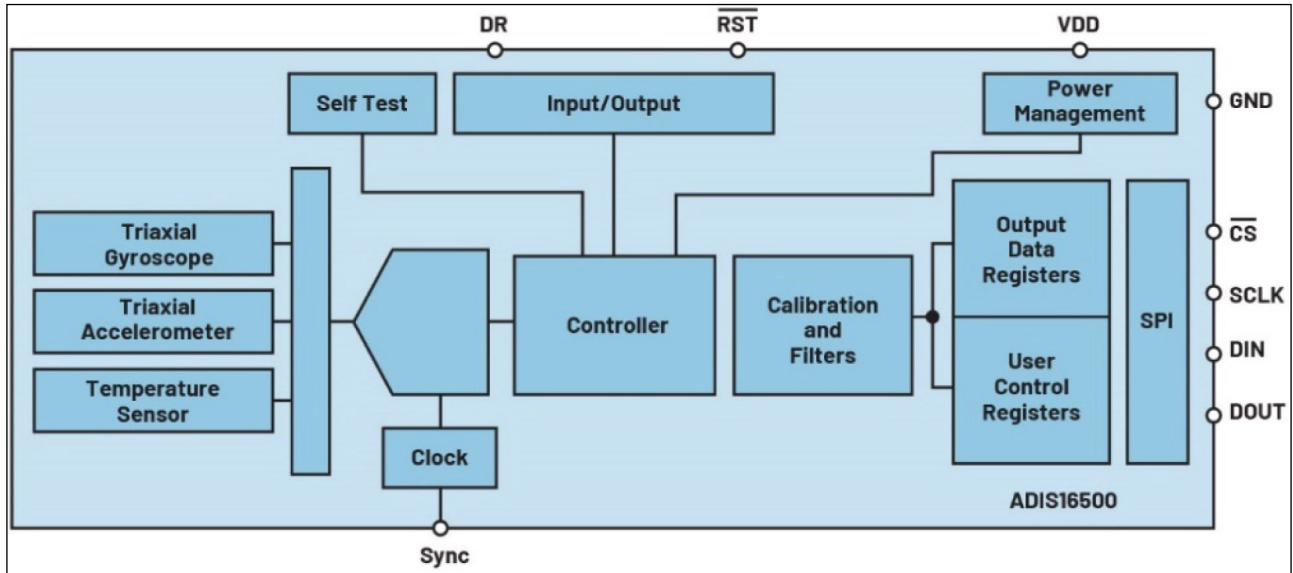 DR
RST
VDD
Self Test
Input/Output
Power
Management
GND
Triaxial
Gyroscope
Triaxial
Accelerometer
Temperature
Sensor
Controller
Calibration
and
Filters
Output
Data
Registers
User
Control
Registers
SPI
CS
SCLK
DIN
DOUT
Clock
ADIS16500
Sync